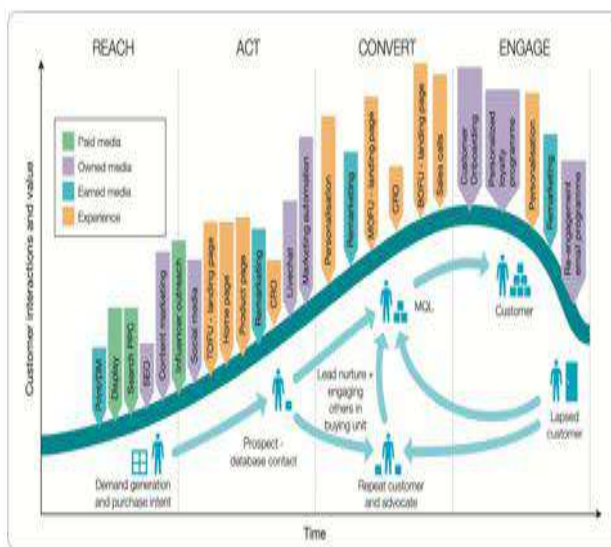 REACH
ACT
CONVERT
ENGAGE
Customer interactions and value
Paid media
Owned media
Earned media
Experience
Print/DM
Display
Search PPC
SEO
Content marketing
Influencer outreach
Social media
TOFU - landing page
Home page
Product page
Remarketing
CRO
Livechat
Marketing automation
Personalisation
Remarketing
MOFU - landing page
CRO
BOFU - landing page
Sales calls
Customer
Onboarding
Personalized
loyalty
programme
Personalisation
Remarketing
Re-engagement
email programme
MQL
Customer
Lead nurture +
engaging
others in
buying unit
Prospect -
database contact
Lapsed
customer
Demand generation
and purchase intent
Repeat customer
and advocate
Time